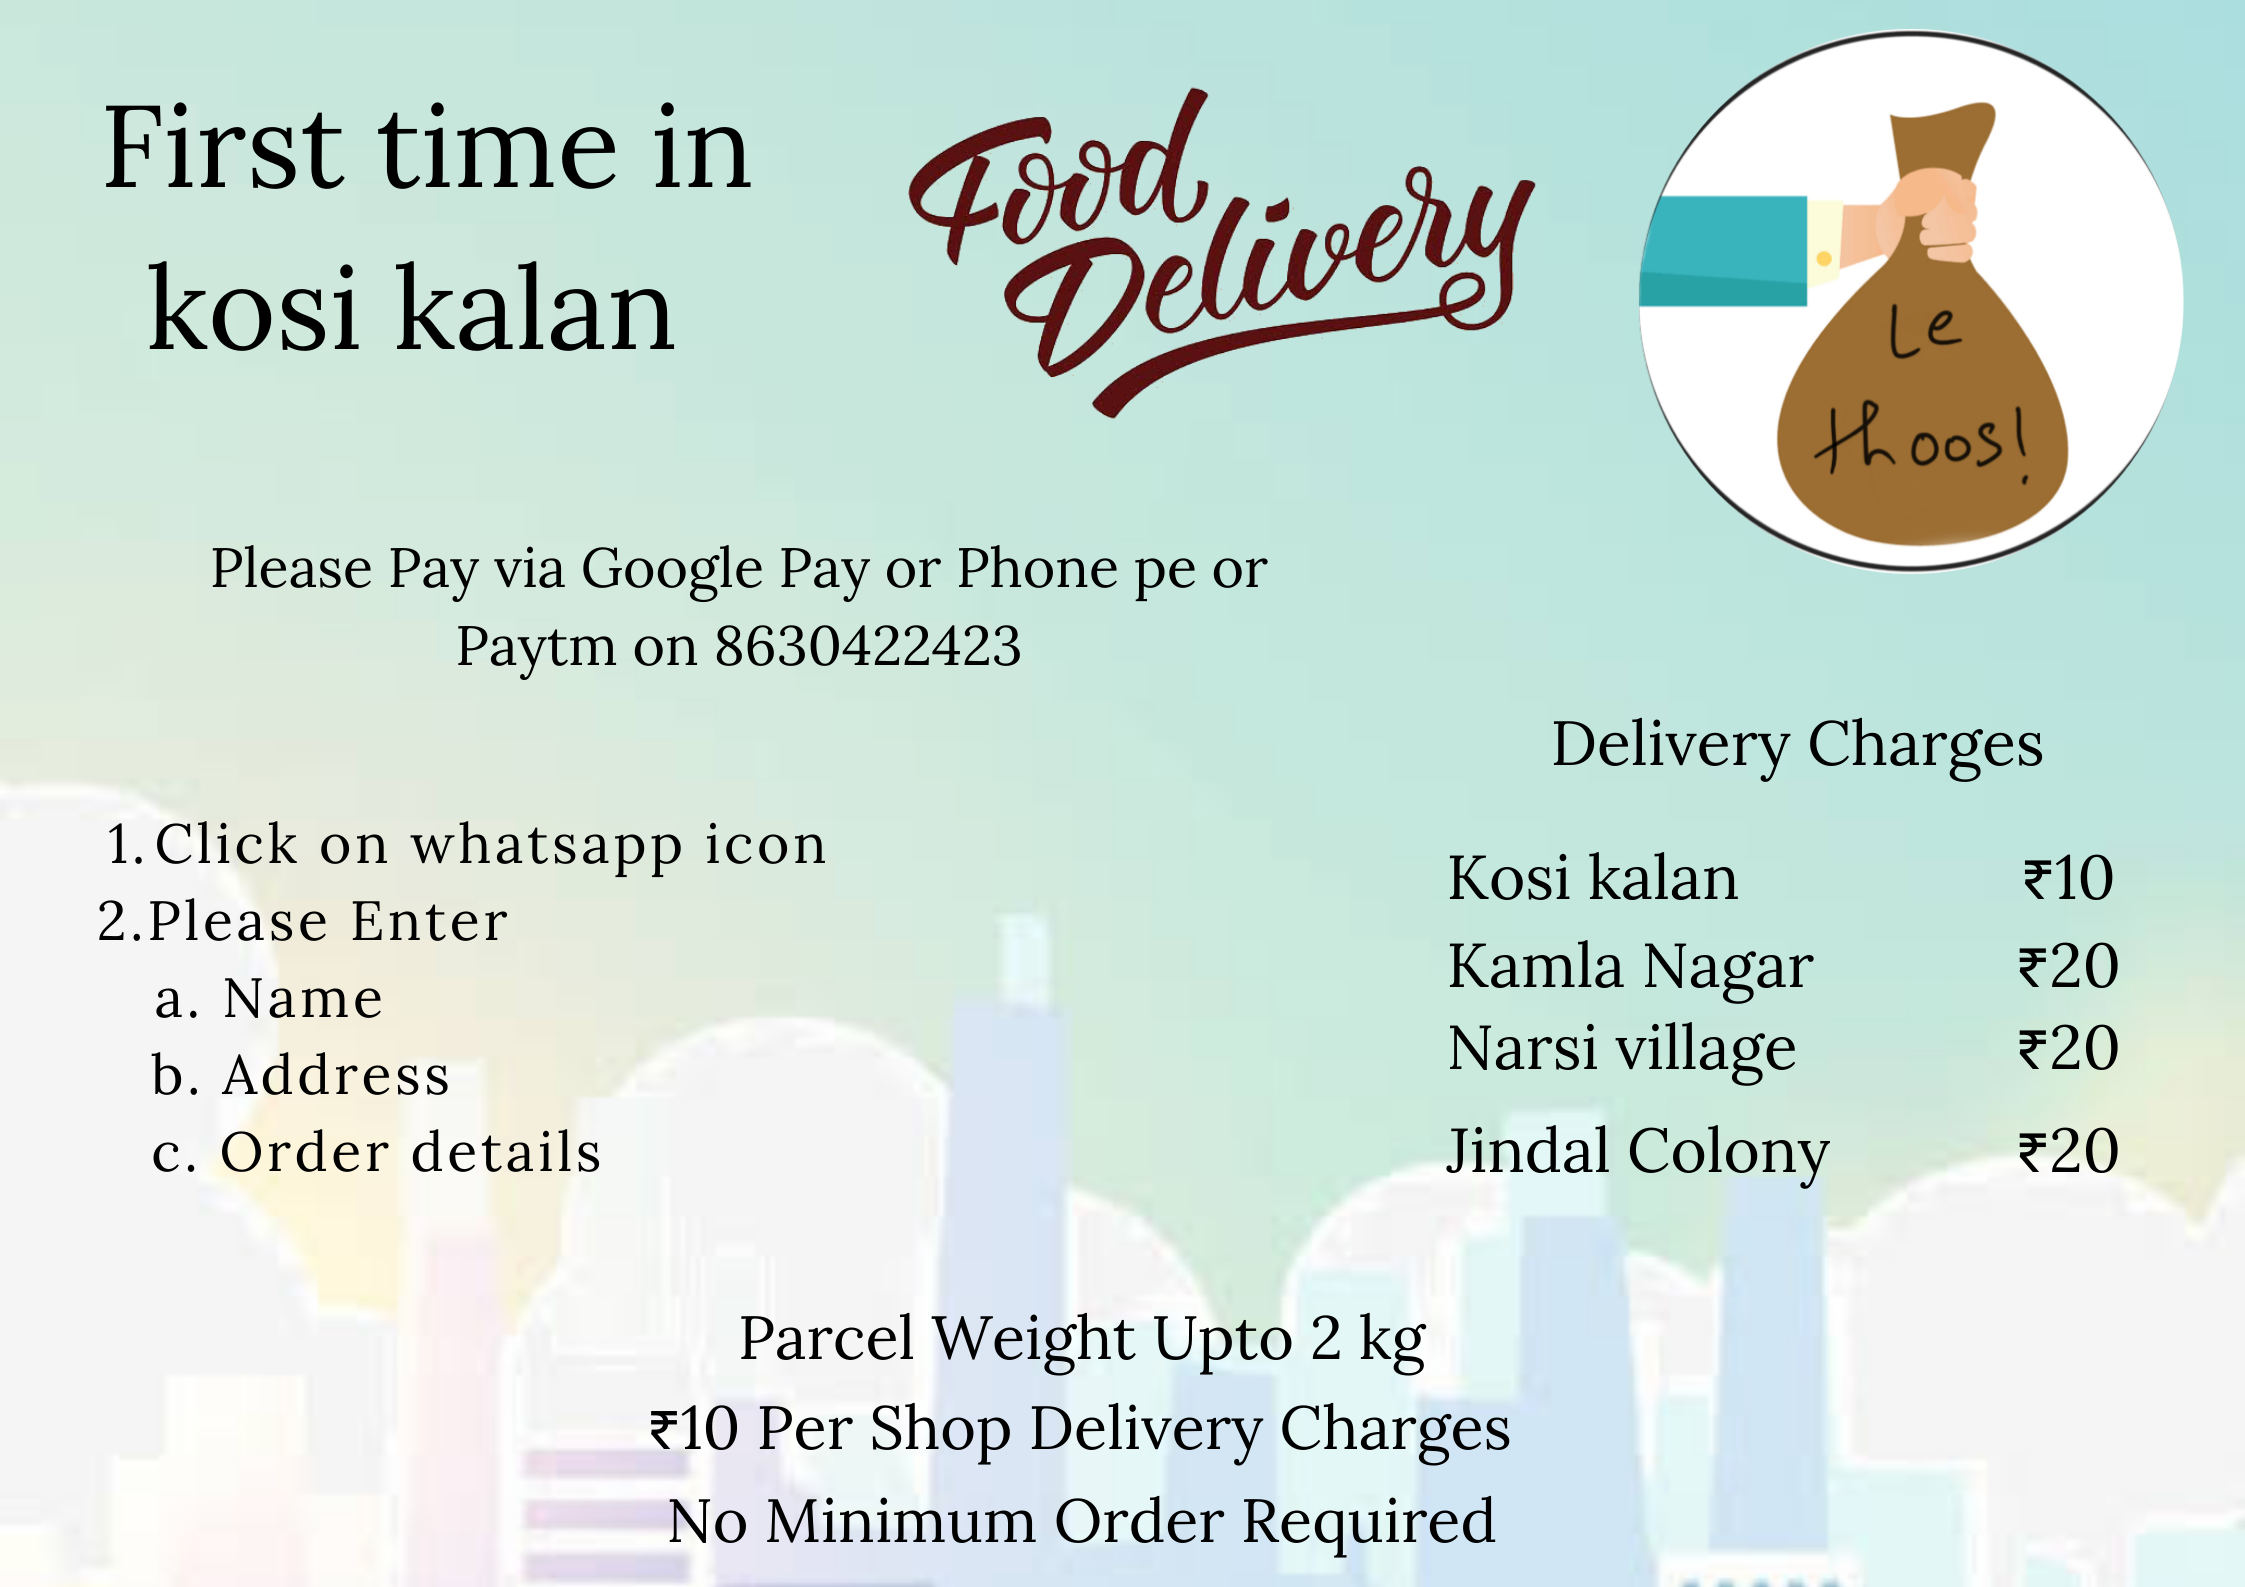 First time in
kosi kalan
Food
Delivery
Le
thoos!
Please Pay via Google Pay or Phone pe or
Paytm on 8630422423
1. Click on whatsapp icon
2. Please Enter
a. Name
b. Address
c. Order details
Delivery Charges
Kosi kalan ₹10
Kamla Nagar ₹20
Narsi village ₹20
Jindal Colony ₹20
Parcel Weight Upto 2 kg
₹10 Per Shop Delivery Charges
No Minimum Order Required